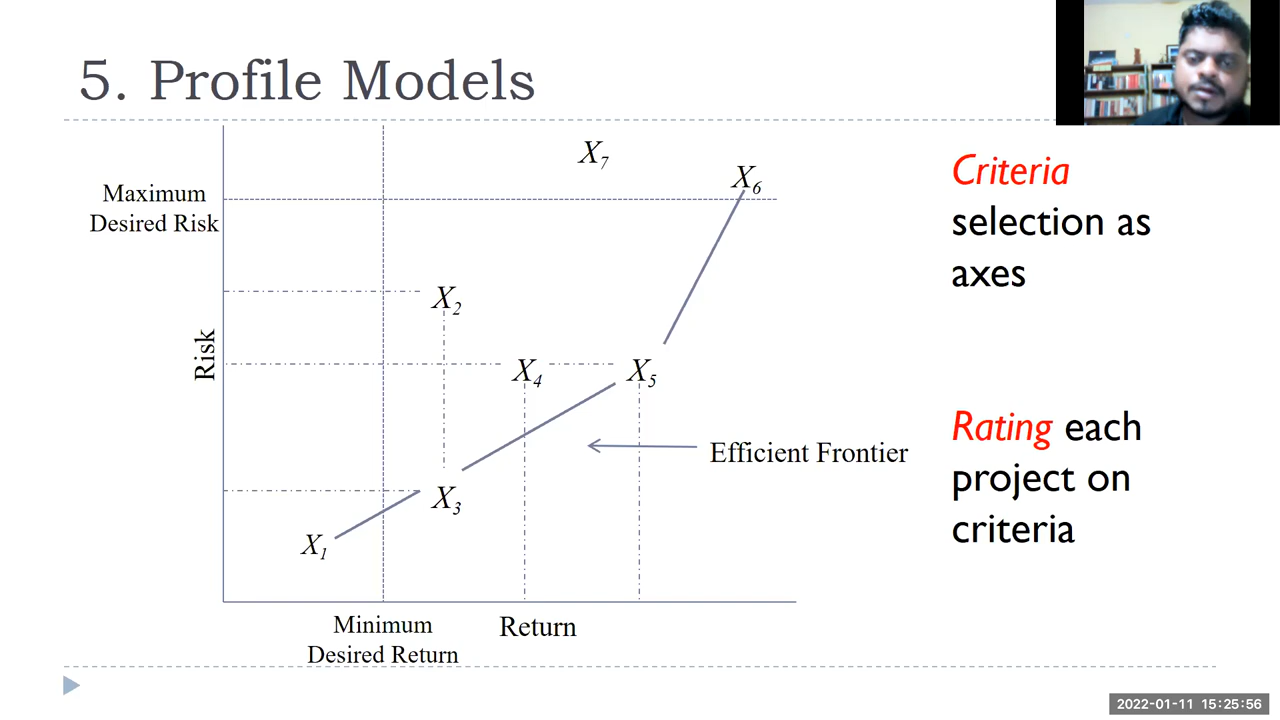 5. Profile Models
X7
X6
Maximum
Desired Risk
X2
Risk
X4
X5
Efficient Frontier
X3
X1
Minimum
Desired Return
Return
Criteria
selection as
axes
Rating each
project on
criteria
2022-01-11 15:25:56